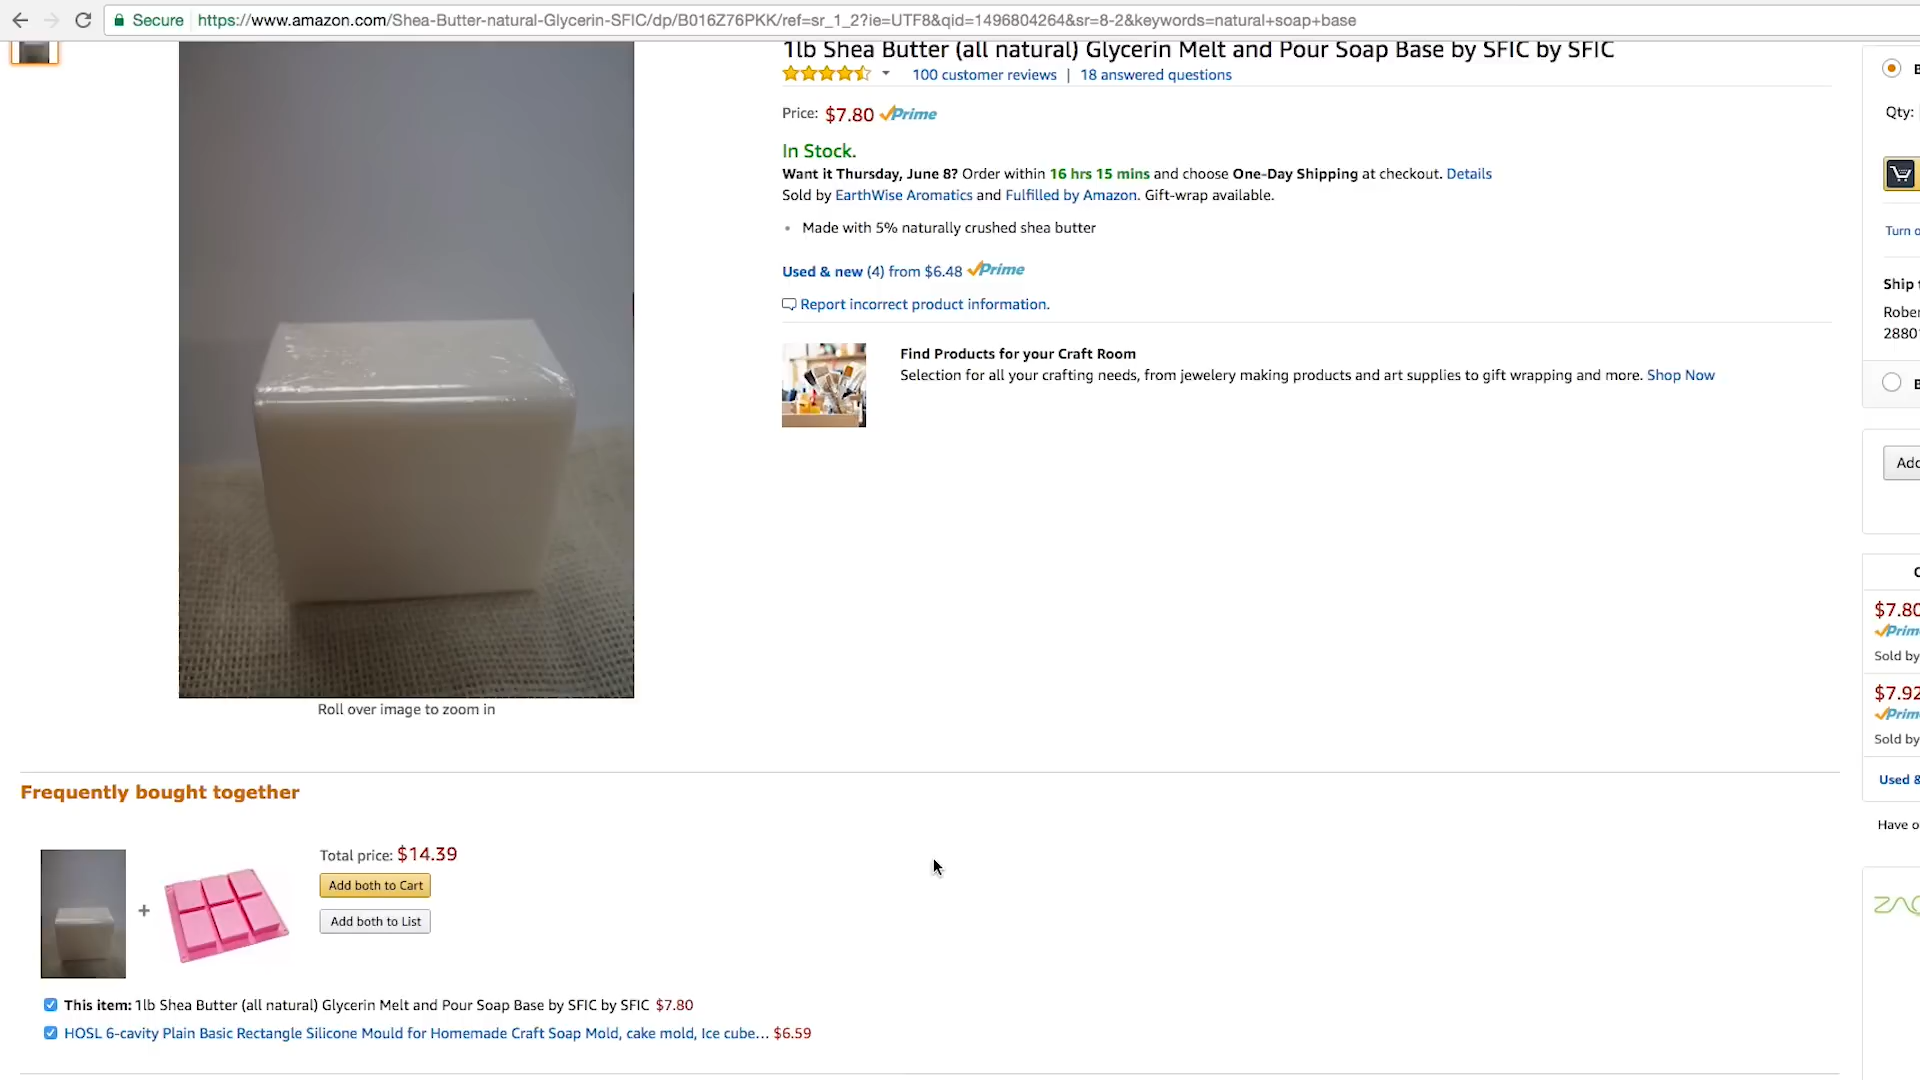 Secure https://www.amazon.com/Shea-Butter-natural-Glycerin-SFIC/dp/B016Z76PKK/ref=sr_1_2?ie=UTF8&qid=1496804264&sr=8-2&keywords=natural+soap+base
1lb Shea Butter (all natural) Glycerin Melt and Pour Soap Base by SFIC by SFIC
100 customer reviews | 18 answered questions
Price: $7.80 Prime
In Stock.
Want it Thursday, June 8? Order within 16 hrs 15 mins and choose One-Day Shipping at checkout. Details
Sold by EarthWise Aromatics and Fulfilled by Amazon. Gift-wrap available.
Made with 5% naturally crushed shea butter
Used & new (4) from $6.48 Prime
Report incorrect product information.
Find Products for your Craft Room
Selection for all your crafting needs, from jewelery making products and art supplies to gift wrapping and more. Shop Now
Roll over image to zoom in
Qty:
Turn
Ship
2880
Add
$7.80
Prime
Sold by
$7.92
Prime
Sold by
Used &
Have
Frequently bought together
+
Total price: $14.39
Add both to Cart
Add both to List
This item: 1lb Shea Butter (all natural) Glycerin Melt and Pour Soap Base by SFIC by SFIC $7.80
HOSL 6-cavity Plain Basic Rectangle Silicone Mould for Homemade Craft Soap Mold, cake mold, Ice cube... $6.59